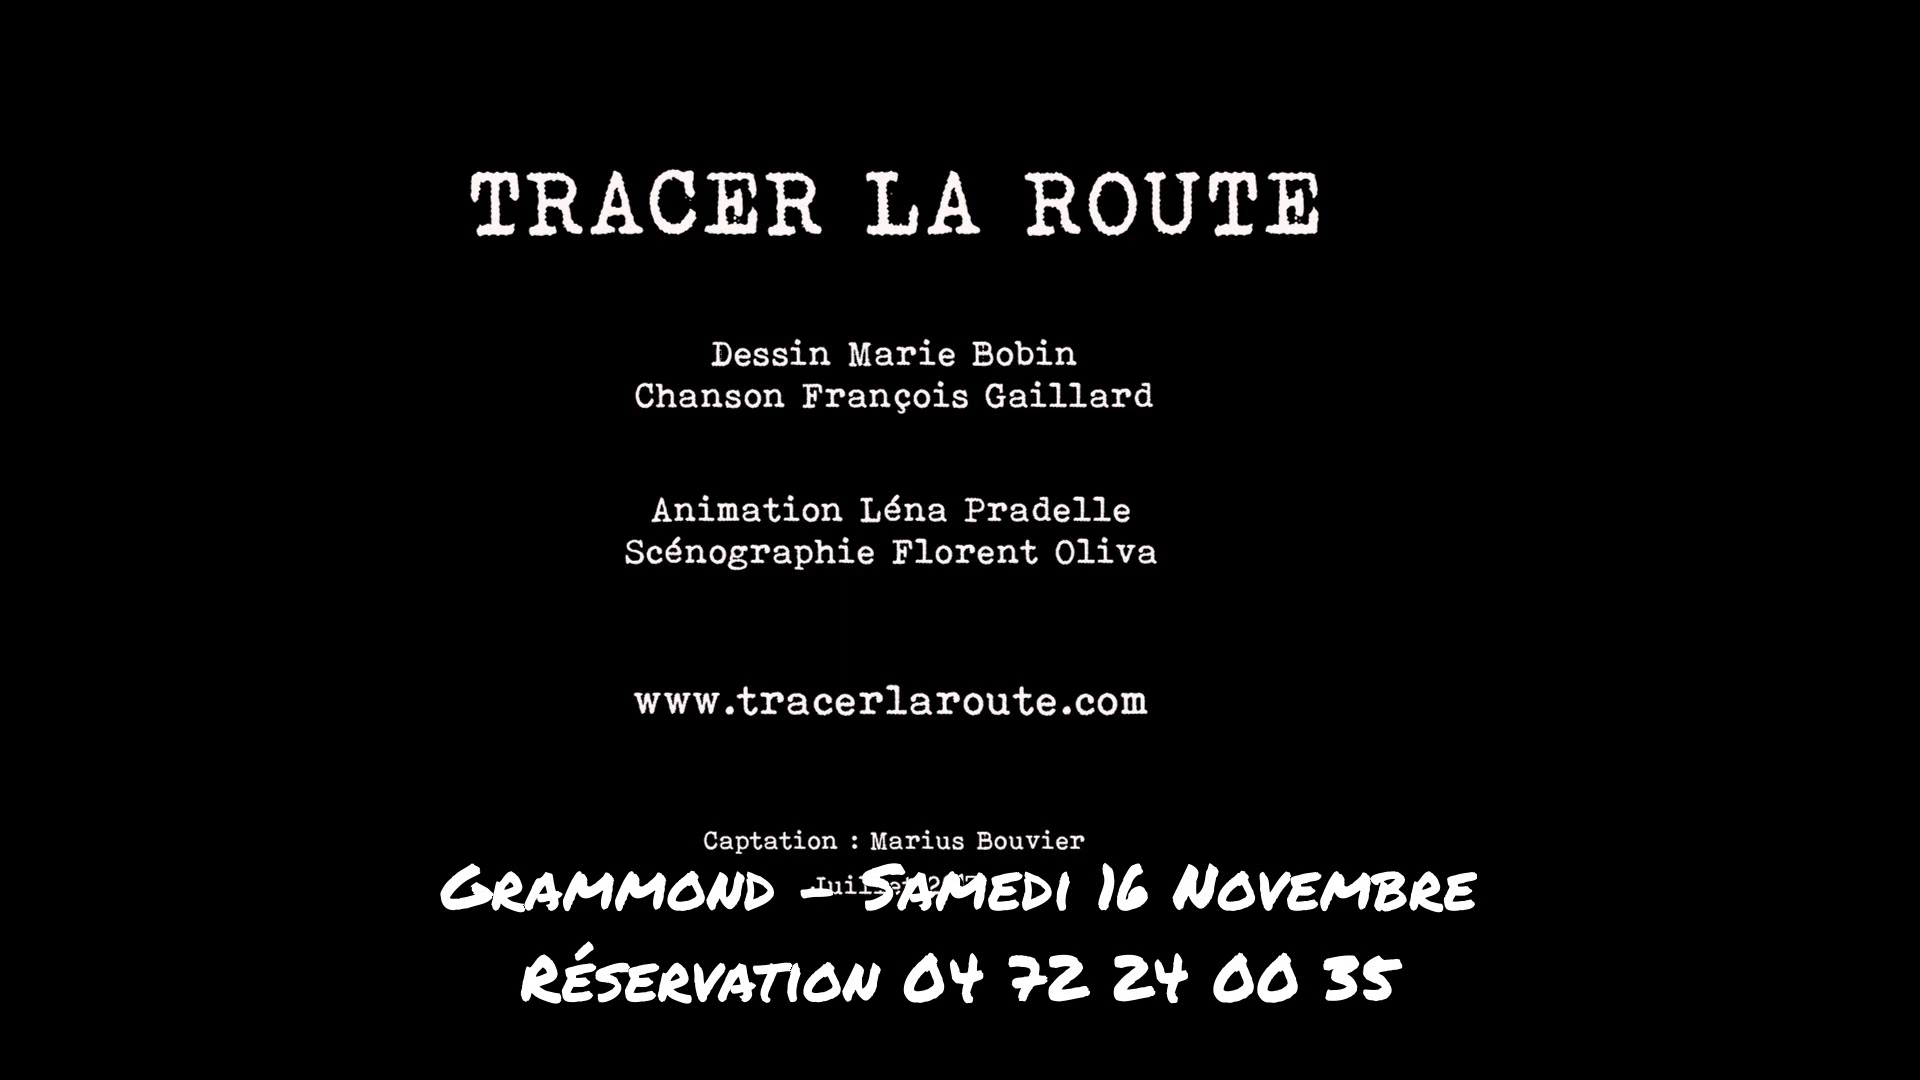 TRACER LA ROUTE
Dessin Marie Bobin
Chanson François Gaillard
Animation Léna Pradelle
Scénographie Florent Oliva
www.tracerlaroute.com
Captation : Marius Bouvier
Grammond - Samedi 16 Novembre
Réservation 04 72 24 00 35